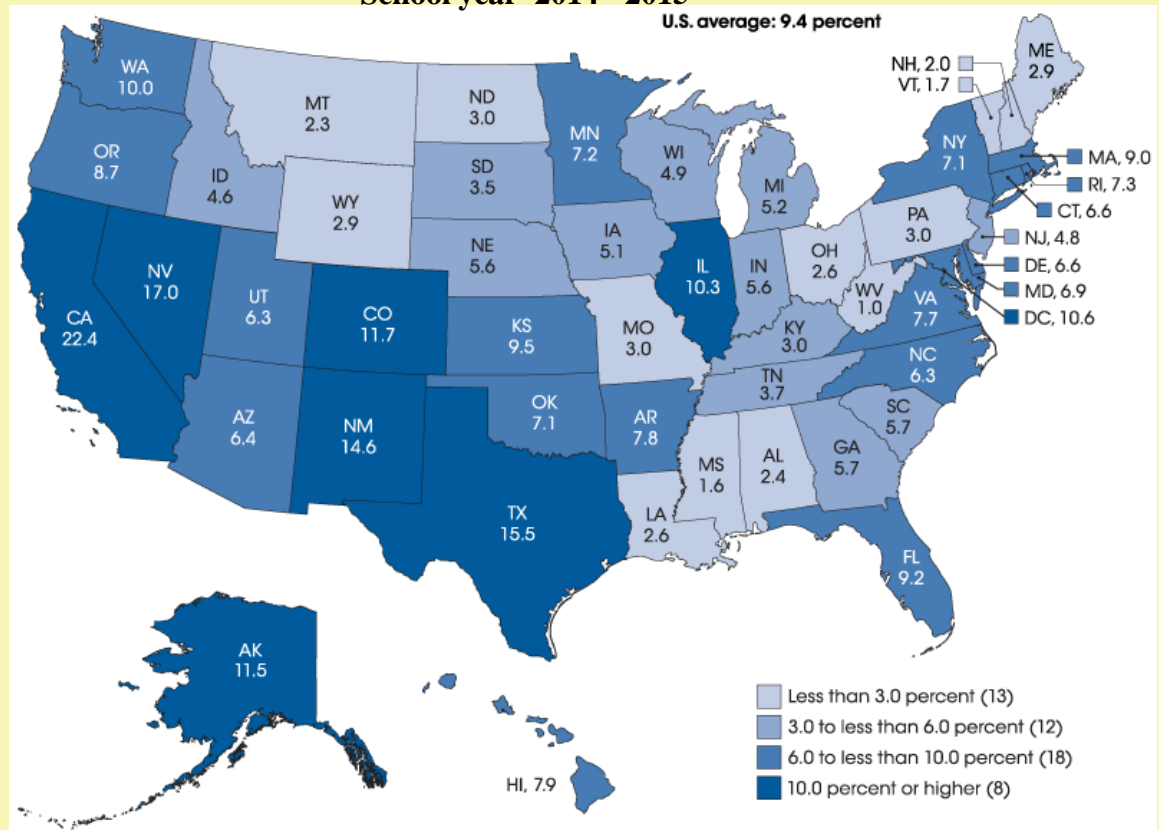 School year 2014 - 2015
U.S. average: 9.4 percent
WA
10.0
OR
8.7
CA
22.4
NV
17.0
ID
4.6
MT
2.3
WY
2.9
UT
6.3
AZ
6.4
CO
11.7
NM
14.6
ND
3.0
SD
3.5
NE
5.6
KS
9.5
OK
7.1
TX
15.5
MN
7.2
IA
5.1
MO
3.0
AR
7.8
LA
2.6
WI
4.9
IL
10.3
MI
5.2
IN
5.6
OH
2.6
KY
3.0
TN
3.7
MS
1.6
AL
2.4
GA
5.7
FL
9.2
SC
5.7
NC
6.3
VA
7.7
WV
1.0
PA
3.0
NY
7.1
ME
2.9
NH, 2.0
VT, 1.7
MA, 9.0
RI, 7.3
CT, 6.6
NJ, 4.8
DE, 6.6
MD, 6.9
DC, 10.6
AK
11.5
HI, 7.9
Less than 3.0 percent (13)
3.0 to less than 6.0 percent (12)
6.0 to less than 10.0 percent (18)
10.0 percent or higher (8)